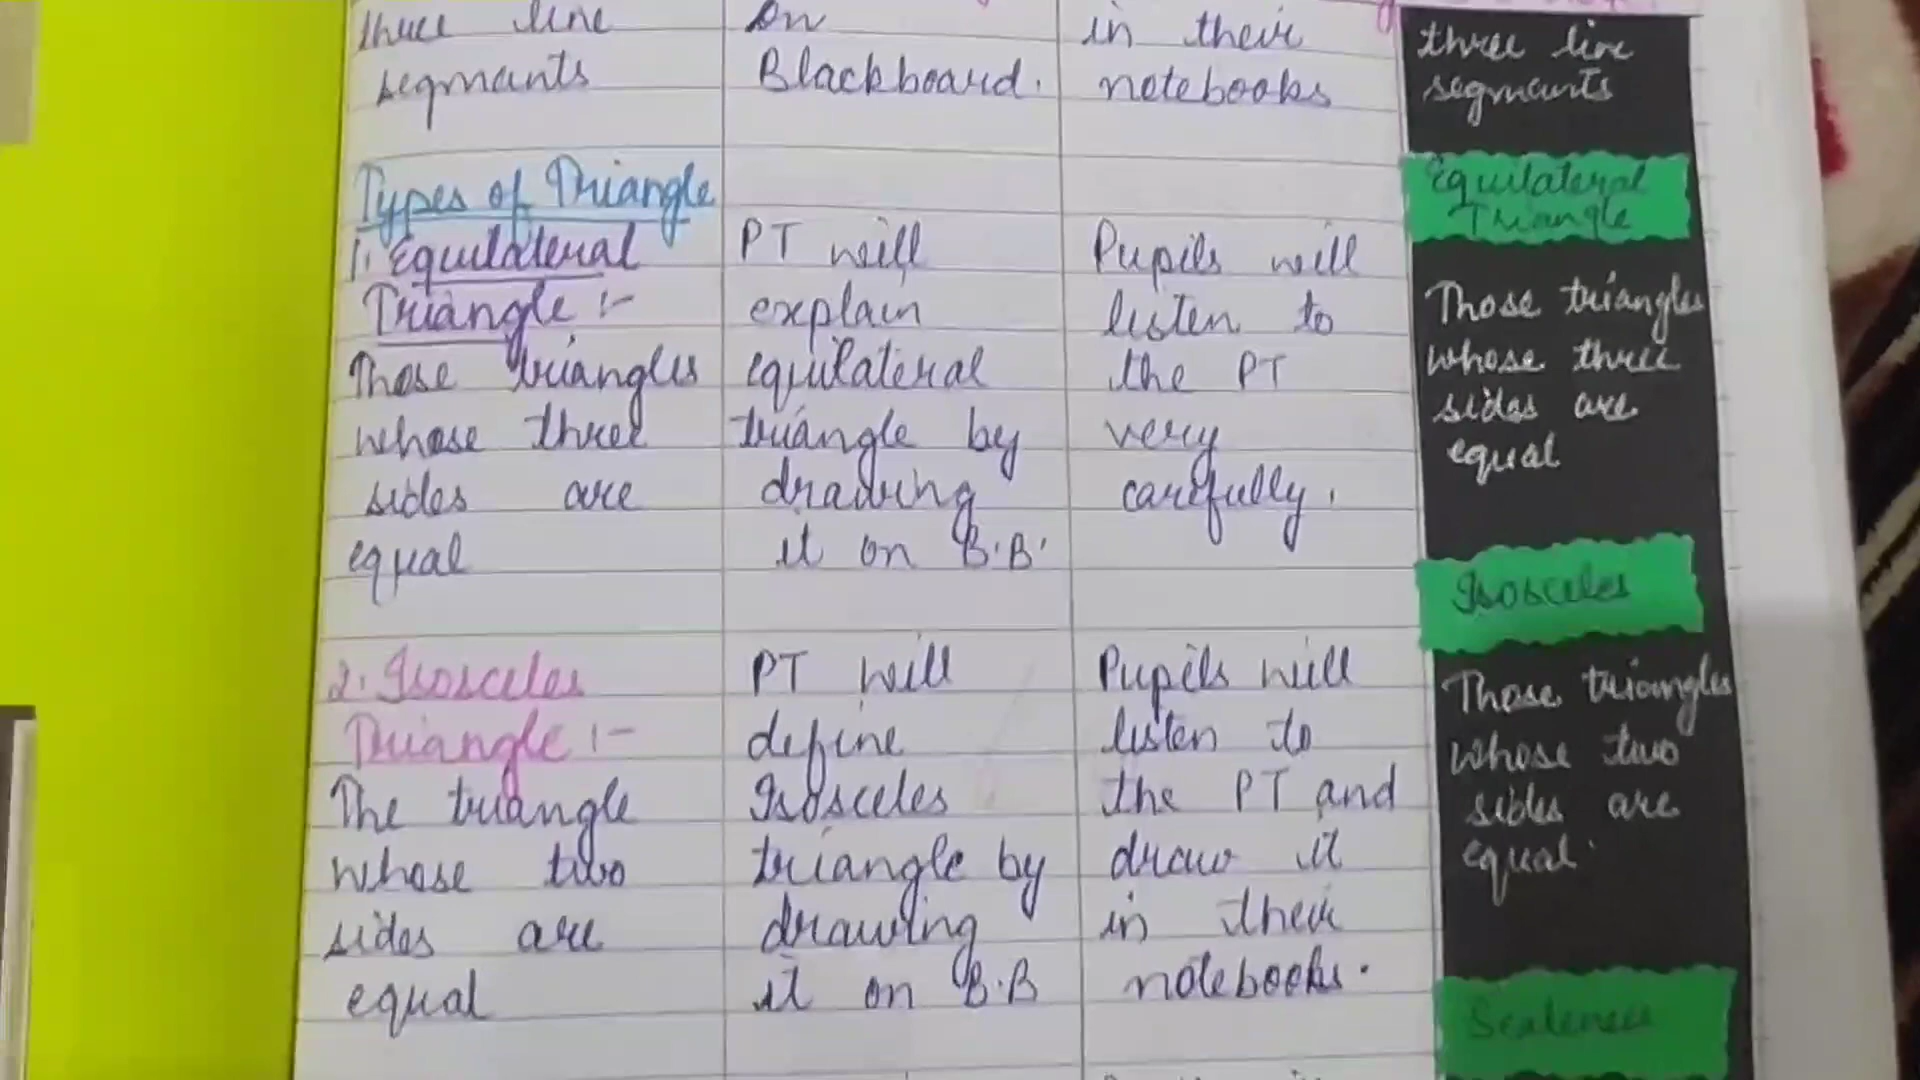 three line
segmants
Types of Triangle
1. Equilateral
Triangle :-
Those triangles
whose three
sides are
equal
2. Isosceles
Triangle :-
The triangle
whose two
sides are
equal
on
Blackboard.
PT will
explain
equilateral
triangle by
drawing
it on B.B.
PT will
define
Isosceles
triangle by
drawing
it on B.B
in their
notebooks
Pupils will
listen to
the PT
very
carefully.
Pupils will
listen to
the PT and
draw it
in their
notebooks.
three line
segmants
Equilateral
Triangle
Those triangles
whose three
sides are
equal
Isosceles
Those triangles
whose two
sides are
equal.